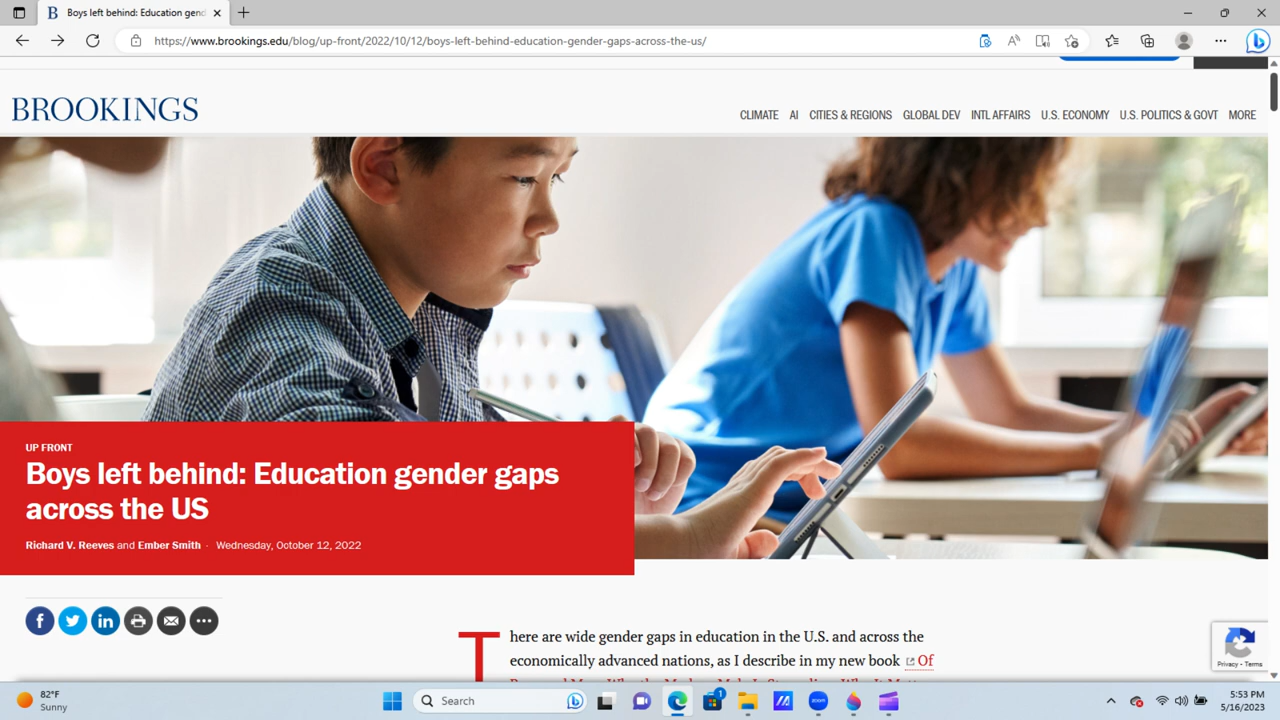 Boys left behind: Education gend
https://www.brookings.edu/blog/up-front/2022/10/12/boys-left-behind-education-gender-gaps-across-the-us/
BROOKINGS
CLIMATE AI CITIES & REGIONS GLOBAL DEV INTL AFFAIRS U.S. ECONOMY U.S. POLITICS & GOVT MORE
UP FRONT
Boys left behind: Education gender gaps
across the US
Richard V. Reeves and Ember Smith · Wednesday, October 12, 2022
There are wide gender gaps in education in the U.S. and across the
economically advanced nations, as I describe in my new book Of
Privacy - Terms
82°F
Sunny
Search
1
zoom
5:53 PM
5/16/2023